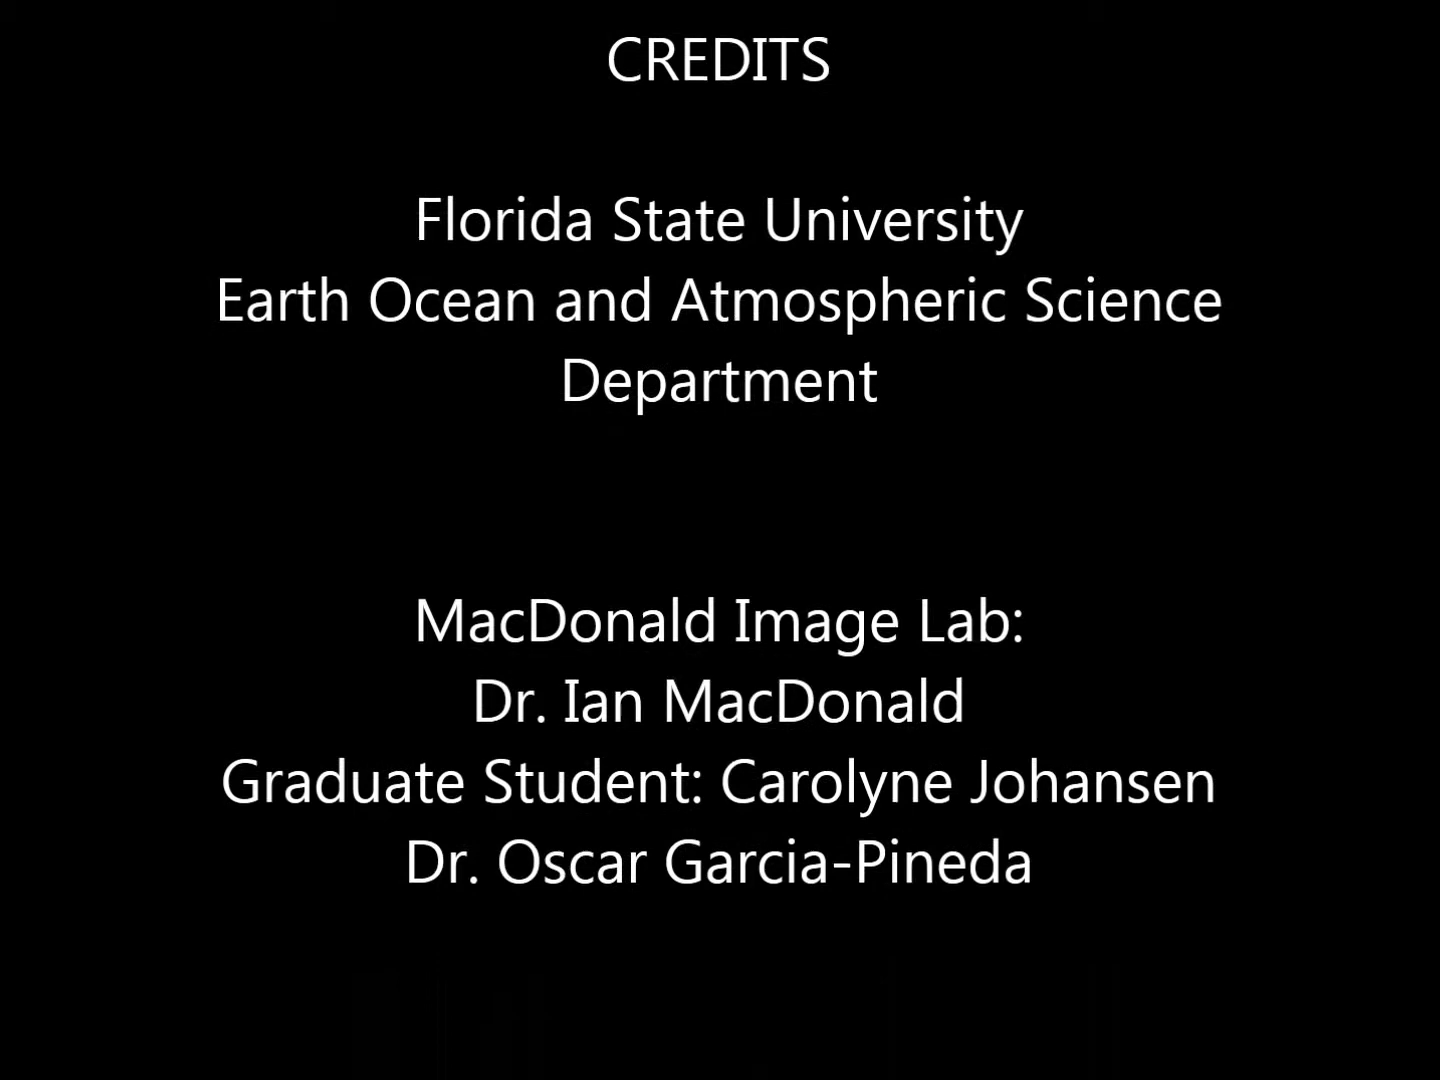 CREDITS
Florida State University
Earth Ocean and Atmospheric Science
Department
MacDonald Image Lab:
Dr. Ian MacDonald
Graduate Student: Carolyne Johansen
Dr. Oscar Garcia-Pineda